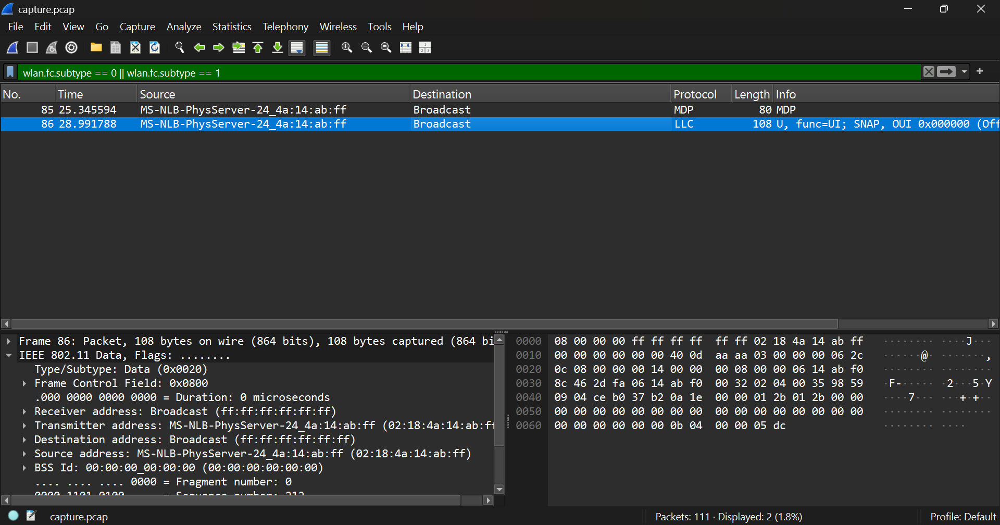 capture.pcap
File Edit View Go Capture Analyze Statistics Telephony Wireless Tools Help
wlan.fc.subtype == 0 || wlan.fc.subtype == 1
No. Time Source Destination Protocol Length Info
85 25.345594 MS-NLB-PhysServer-24_4a:14:ab:ff Broadcast MDP 80 MDP
86 28.991788 MS-NLB-PhysServer-24_4a:14:ab:ff Broadcast LLC 108 U, func=UI; SNAP, OUI 0x000000 (Off
Frame 86: Packet, 108 bytes on wire (864 bits), 108 bytes captured (864 bi
IEEE 802.11 Data, Flags: ........
Type/Subtype: Data (0x0020)
Frame Control Field: 0x0800
.000 0000 0000 0000 = Duration: 0 microseconds
Receiver address: Broadcast (ff:ff:ff:ff:ff:ff)
Transmitter address: MS-NLB-PhysServer-24_4a:14:ab:ff (02:18:4a:14:ab:ff
Destination address: Broadcast (ff:ff:ff:ff:ff:ff)
Source address: MS-NLB-PhysServer-24_4a:14:ab:ff (02:18:4a:14:ab:ff)
BSS Id: 00:00:00_00:00:00 (00:00:00:00:00:00)
.... .... .... 0000 = Fragment number: 0
0000 1101 0100 .... = Sequence number: 212
0000 08 00 00 00 ff ff ff ff ff ff 02 18 4a 14 ab ff ········ ····J···
0010 00 00 00 00 00 00 40 0d aa aa 03 00 00 00 06 2c ······@· ·······,
0020 0c 08 00 00 00 14 00 00 00 08 00 00 06 14 ab f0 ········ ········
0030 8c 46 2d fa 06 14 ab f0 00 32 02 04 00 35 98 59 ·F-····· ·2···5·Y
0040 09 04 ce b0 37 b2 0a 1e 00 00 01 2b 01 2b 00 00 ····7··· ···+·+··
0050 00 00 00 00 00 00 00 00 00 00 00 00 00 00 00 00 ········ ········
0060 00 00 00 00 00 00 0b 04 00 00 05 dc ········ ····
capture.pcap
Packets: 111 · Displayed: 2 (1.8%)
Profile: Default